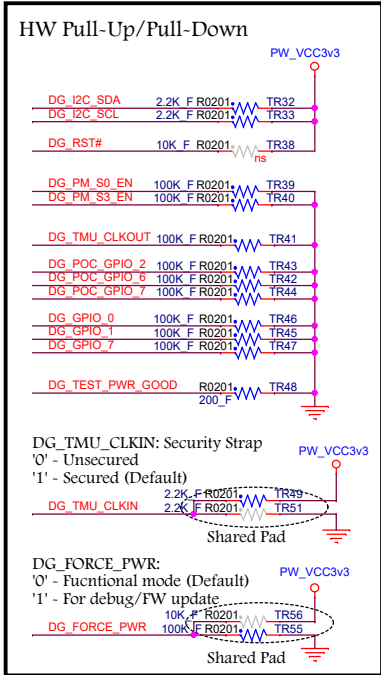 HW Pull-Up/Pull-Down
PW_VCC3v3
DG_I2C_SDA 2.2K_F R0201 TR32
DG_I2C_SCL 2.2K_F R0201 TR33
DG_RST# 10K_F R0201 TR38
ns
DG_PM_S0_EN 100K_F R0201 TR39
DG_PM_S3_EN 100K_F R0201 TR40
DG_TMU_CLKOUT 100K_F R0201 TR41
DG_POC_GPIO_2 100K_F R0201 TR43
DG_POC_GPIO_6 100K_F R0201 TR42
DG_POC_GPIO_7 100K_F R0201 TR44
DG_GPIO_0 100K_F R0201 TR46
DG_GPIO_1 100K_F R0201 TR45
DG_GPIO_7 100K_F R0201 TR47
DG_TEST_PWR_GOOD R0201 TR48
200_F
DG_TMU_CLKIN: Security Strap
'0' - Unsecured
'1' - Secured (Default)
PW_VCC3v3
2.2K_F R0201 TR49
DG_TMU_CLKIN 2.2K_F R0201 TR51
Shared Pad
DG_FORCE_PWR:
'0' - Fucntional mode (Default)
'1' - For debug/FW update
PW_VCC3v3
10K_F R0201 TR56
DG_FORCE_PWR 100K_F R0201 TR55
Shared Pad